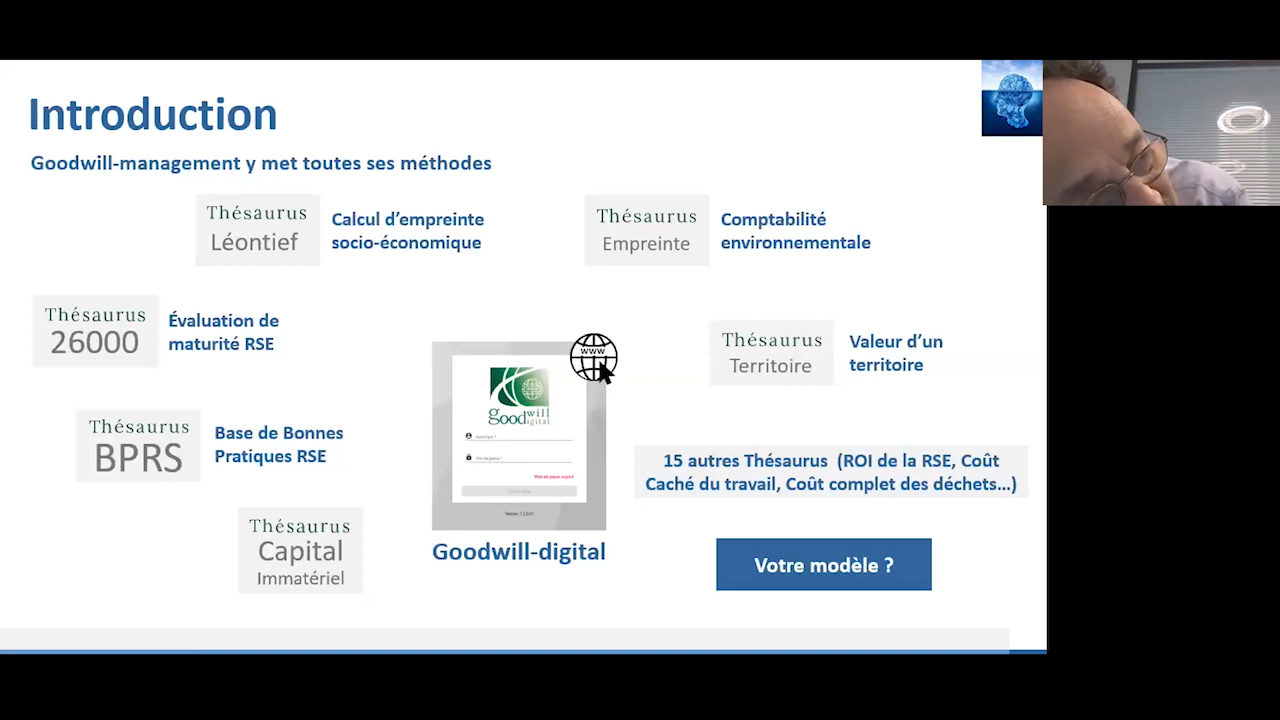 Introduction
Goodwill-management y met toutes ses méthodes
Thésaurus
Léontief
Calcul d’empreinte
socio-économique
Thésaurus
Empreinte
Comptabilité
environnementale
Thésaurus
26000
Évaluation de
maturité RSE
www
Thésaurus
Territoire
Valeur d’un
territoire
goodwill
digital
Thésaurus
BPRS
Base de Bonnes
Pratiques RSE
15 autres Thésaurus (ROI de la RSE, Coût
Caché du travail, Coût complet des déchets...)
Thésaurus
Capital
Immatériel
Goodwill-digital
Votre modèle ?